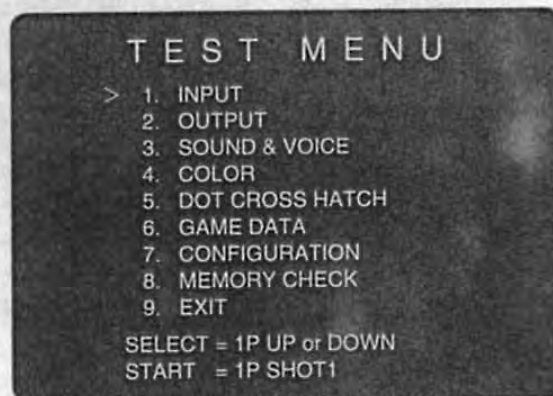 TEST MENU
> 1. INPUT
2. OUTPUT
3. SOUND & VOICE
4. COLOR
5. DOT CROSS HATCH
6. GAME DATA
7. CONFIGURATION
8. MEMORY CHECK
9. EXIT
SELECT = 1P UP or DOWN
START = 1P SHOT1